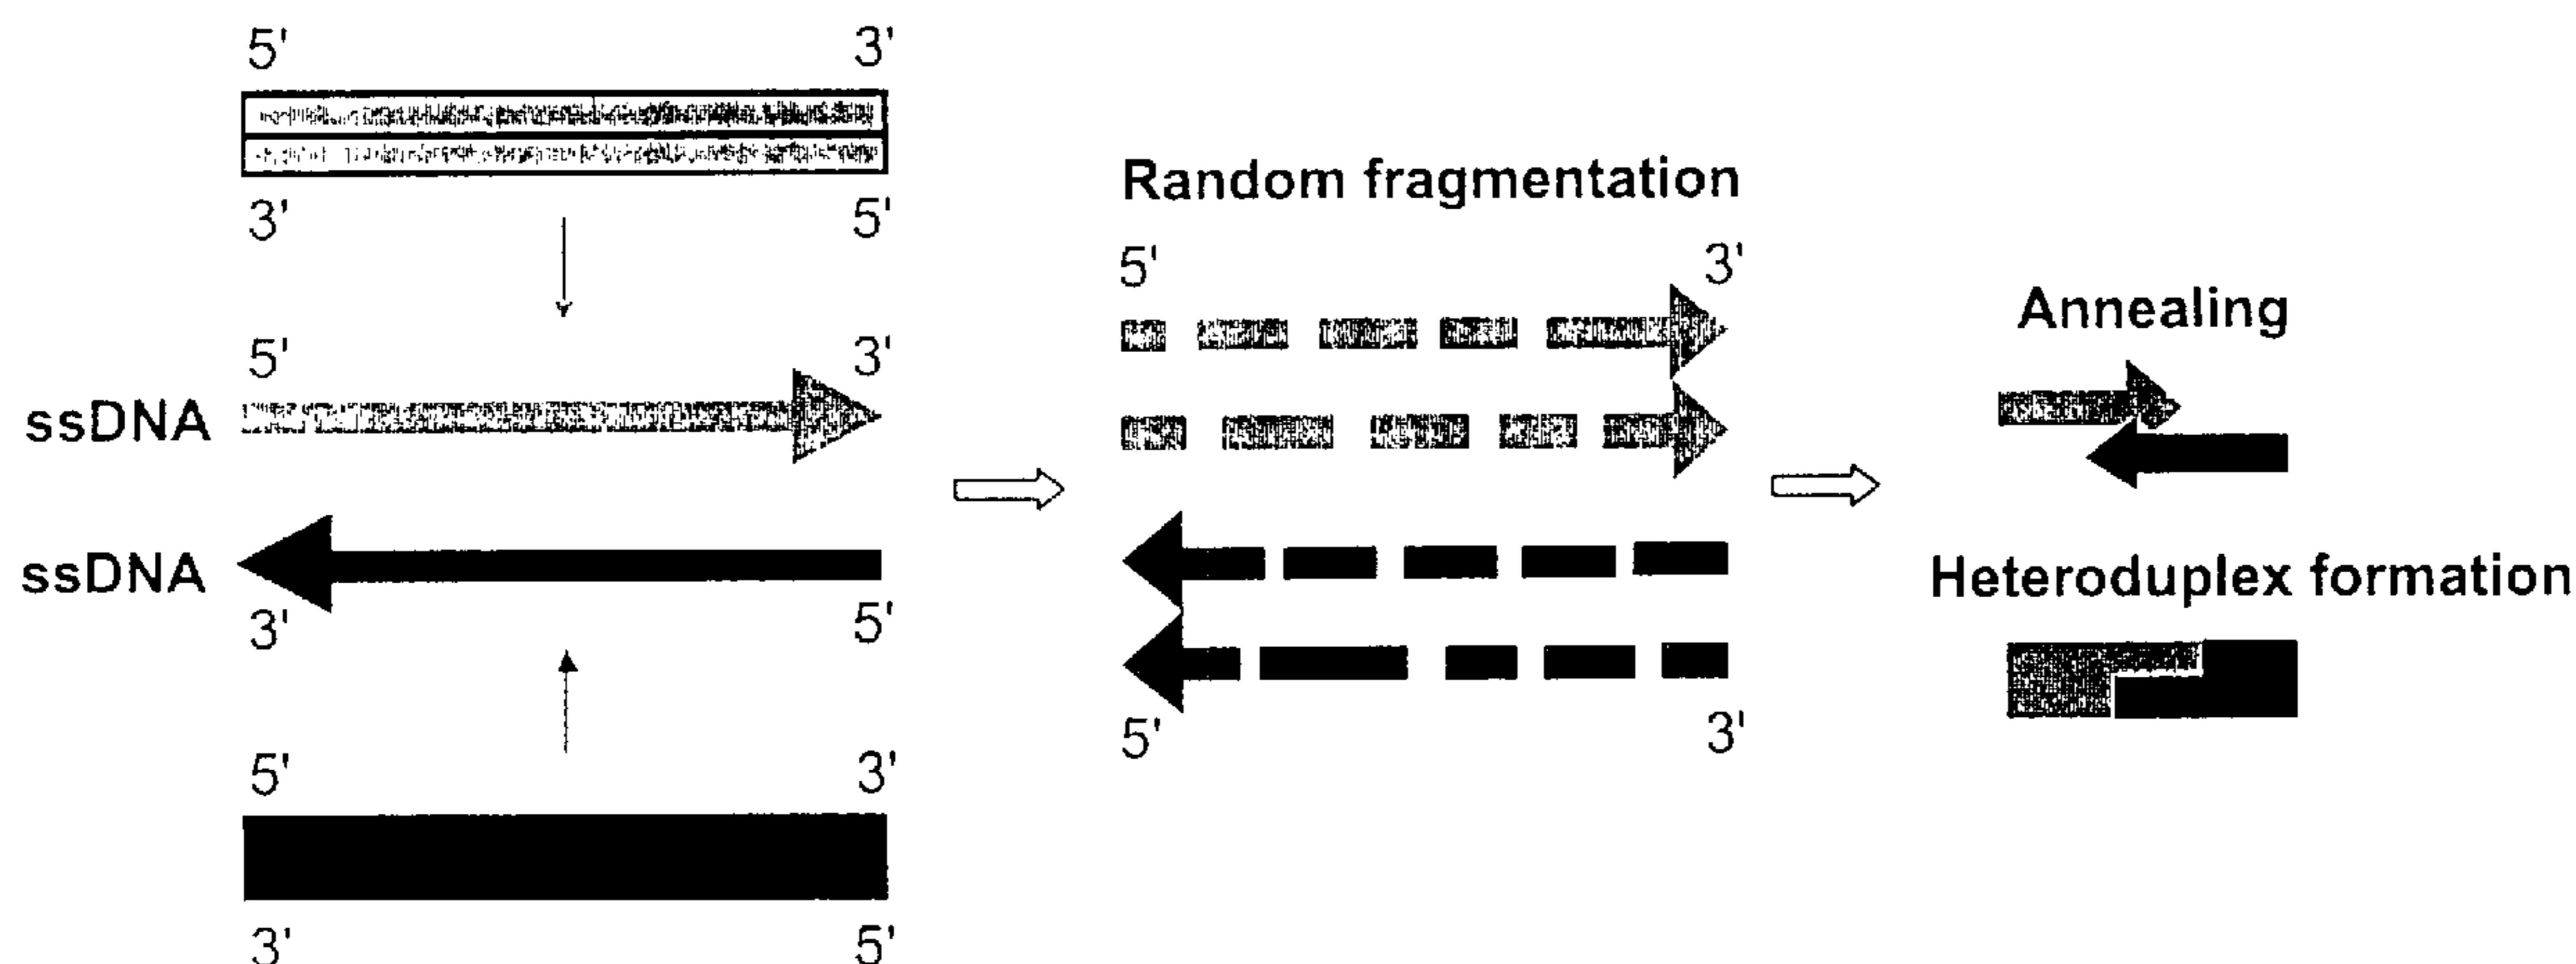 5' 3'
3' 5'
5' 3'
ssDNA
ssDNA
3' 5'
5' 3'
3' 5'
Random fragmentation
5' 3'
5' 3'
Annealing
Heteroduplex formation